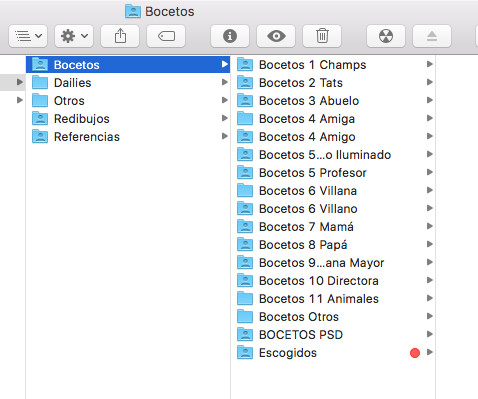 Bocetos
Bocetos
Dailies
Otros
Redibujos
Referencias
Bocetos 1 Champs
Bocetos 2 Tats
Bocetos 3 Abuelo
Bocetos 4 Amiga
Bocetos 4 Amigo
Bocetos 5...o Iluminado
Bocetos 5 Profesor
Bocetos 6 Villana
Bocetos 6 Villano
Bocetos 7 Mamá
Bocetos 8 Papá
Bocetos 9...ana Mayor
Bocetos 10 Directora
Bocetos 11 Animales
Bocetos Otros
BOCETOS PSD
Escogidos